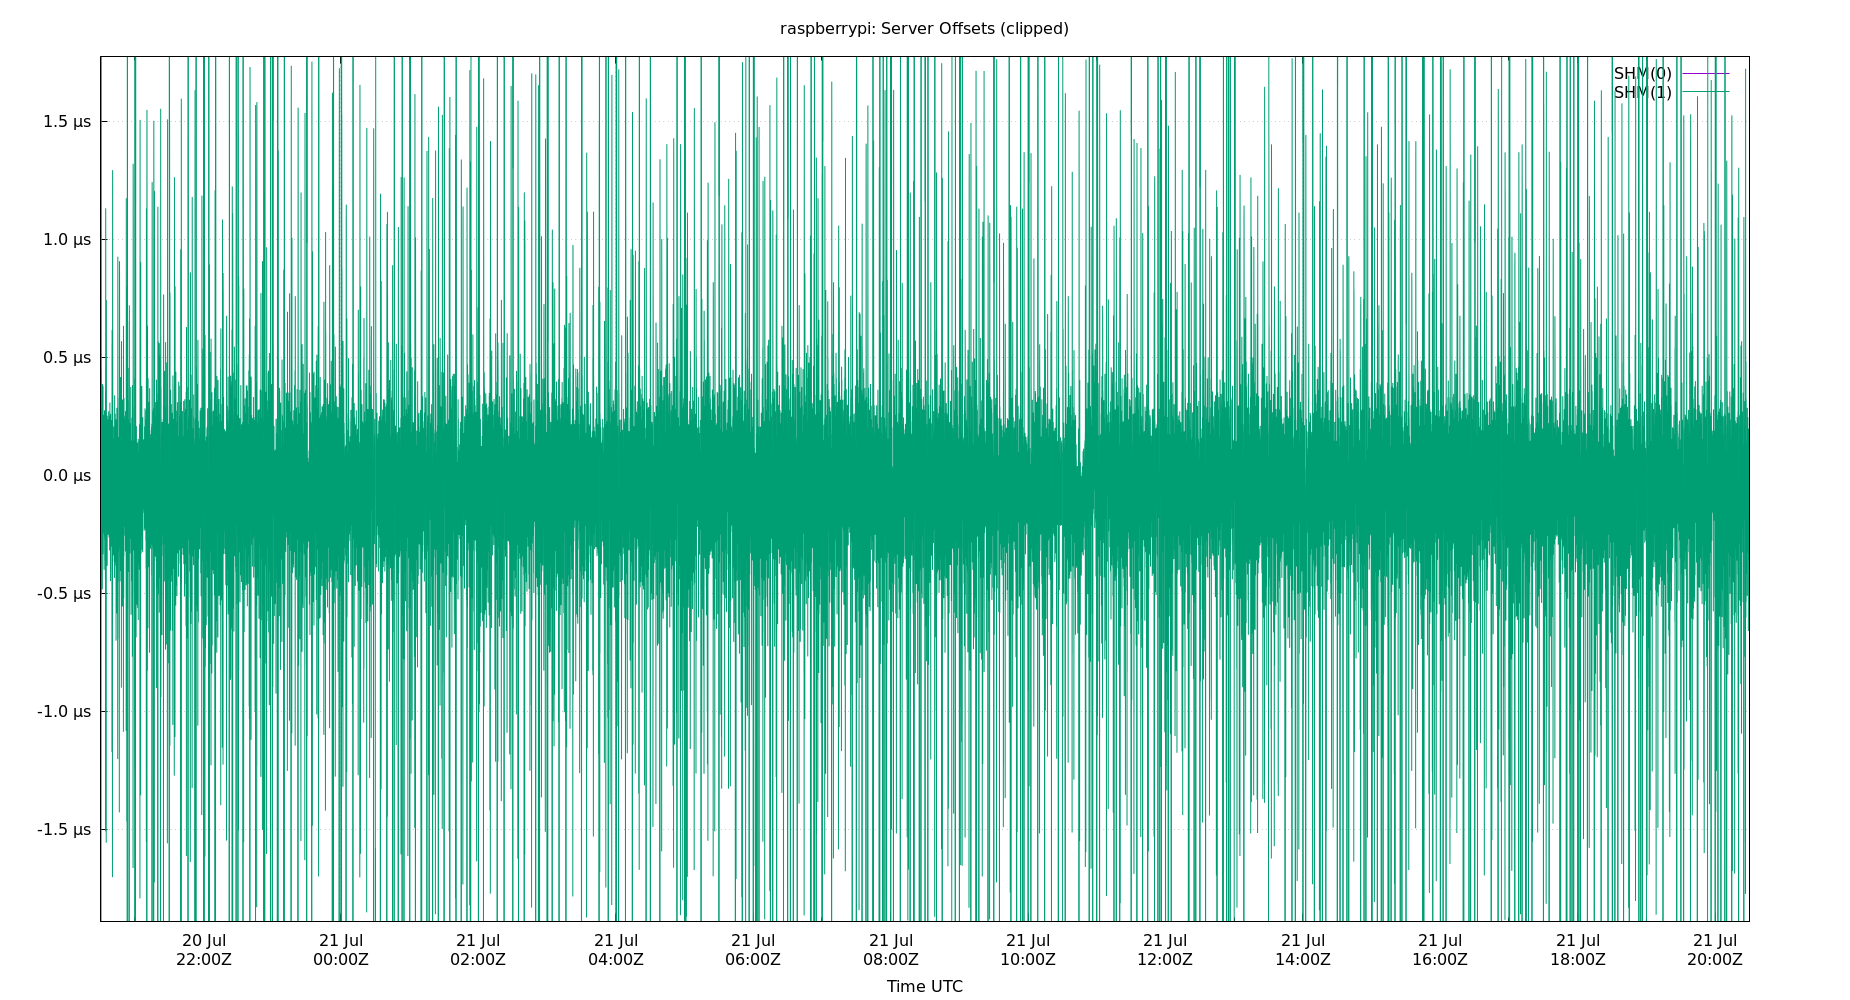 raspberrypi: Server Offsets (clipped)
SHM(0)
SHM(1)
1.5 µs
1.0 µs
0.5 µs
0.0 µs
-0.5 µs
-1.0 µs
-1.5 µs
20 Jul 21 Jul 21 Jul 21 Jul 21 Jul 21 Jul 21 Jul 21 Jul 21 Jul 21 Jul 21 Jul 21 Jul
22:00Z 00:00Z 02:00Z 04:00Z 06:00Z 08:00Z 10:00Z 12:00Z 14:00Z 16:00Z 18:00Z 20:00Z
Time UTC